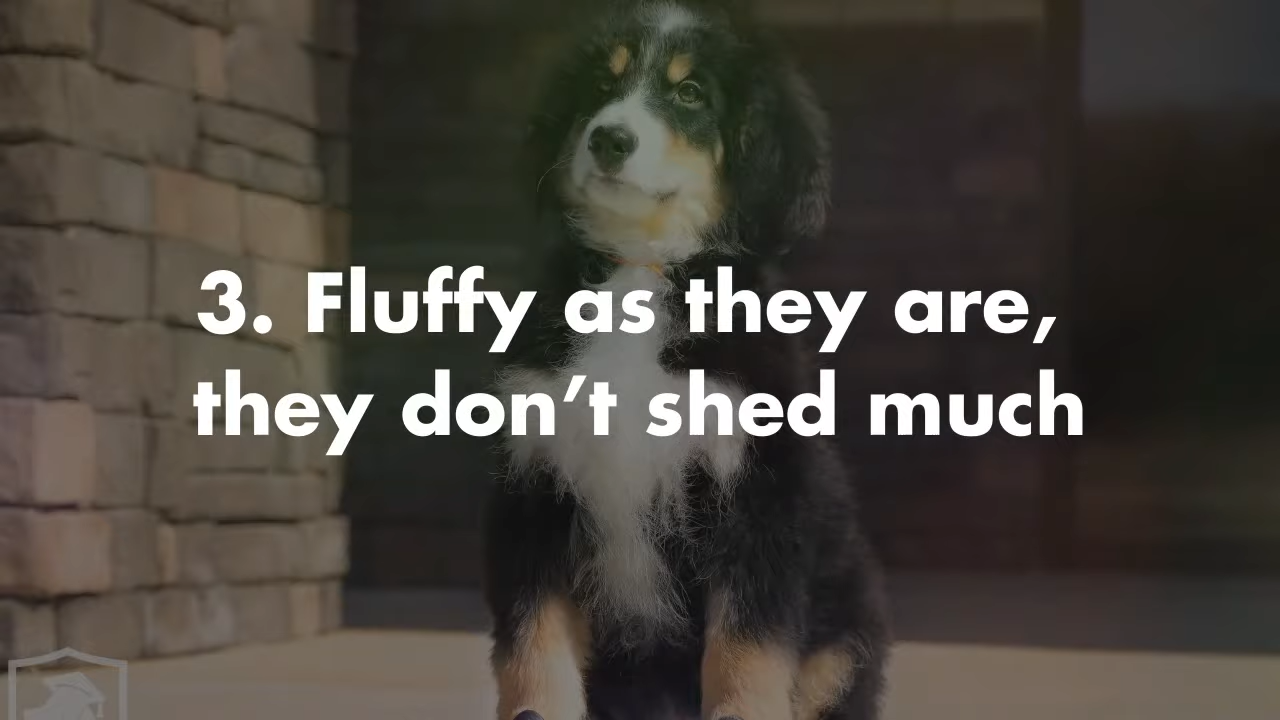 3. Fluffy as they are,
they don’t shed much